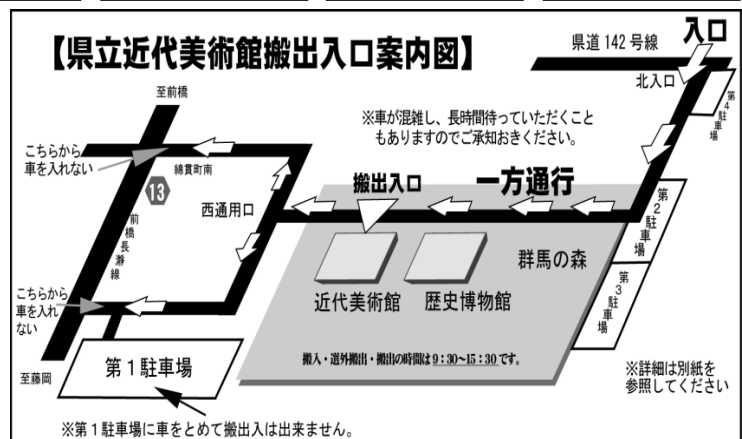 【県立近代美術館搬出入口案内図】
県道142号線
入口
北入口
第4駐車場
至前橋
※車が混雑し、長時間待っていただくこと
もありますのでご承知おきください。
こちらから
車を入れない
綿貫町南
13
前橋長瀞線
西通用口
搬出入口
一方通行
第2駐車場
群馬の森
近代美術館
歴史博物館
第3駐車場
こちらから
車を入れ
ない
第1駐車場
搬入・選外搬出・搬出の時間は9：30～15：30です。
至藤岡
※詳細は別紙を
参照してください
※第1駐車場に車をとめて搬出入は出来ません。